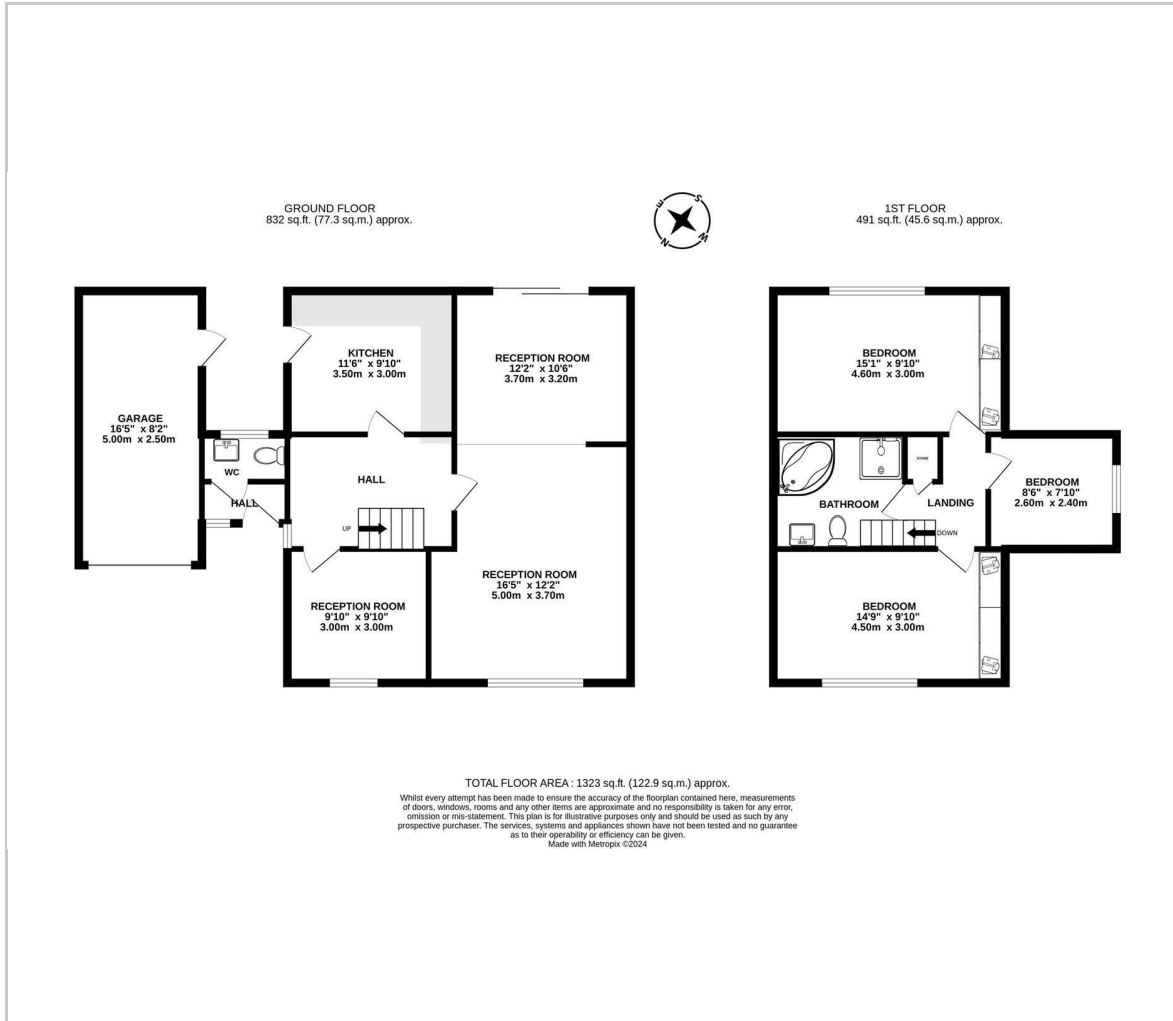 GROUND FLOOR
832 sq.ft. (77.3 sq.m.) approx.
S
E
W
N
1ST FLOOR
491 sq.ft. (45.6 sq.m.) approx.
KITCHEN
11'6" x 9'10"
3.50m x 3.00m
RECEPTION ROOM
12'2" x 10'6"
3.70m x 3.20m
GARAGE
16'5" x 8'2"
5.00m x 2.50m
WC
HALL
HALL
UP
RECEPTION ROOM
16'5" x 12'2"
5.00m x 3.70m
RECEPTION ROOM
9'10" x 9'10"
3.00m x 3.00m
BEDROOM
15'1" x 9'10"
4.60m x 3.00m
STORE
BEDROOM
8'6" x 7'10"
2.60m x 2.40m
BATHROOM
LANDING
DOWN
BEDROOM
14'9" x 9'10"
4.50m x 3.00m
TOTAL FLOOR AREA : 1323 sq.ft. (122.9 sq.m.) approx.
Whilst every attempt has been made to ensure the accuracy of the floorplan contained here, measurements
of doors, windows, rooms and any other items are approximate and no responsibility is taken for any error,
omission or mis-statement. This plan is for illustrative purposes only and should be used as such by any
prospective purchaser. The services, systems and appliances shown have not been tested and no guarantee
as to their operability or efficiency can be given.
Made with Metropix ©2024